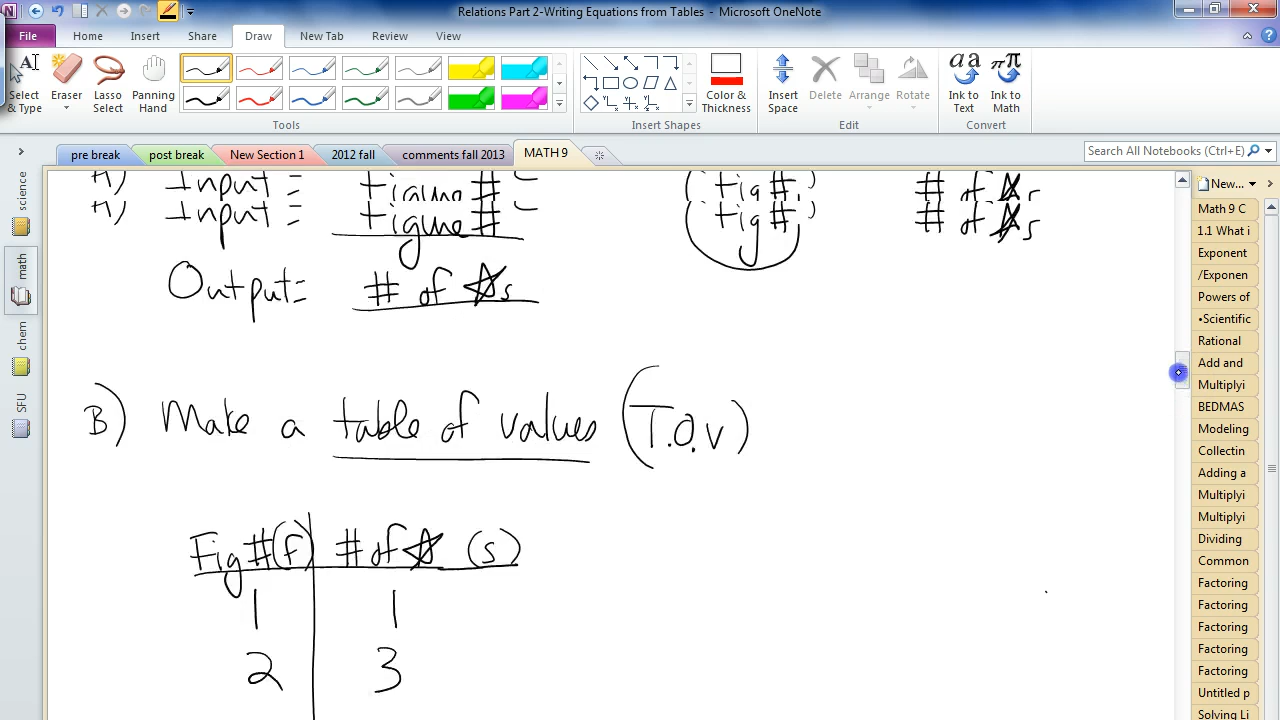 Relations Part 2-Writing Equations from Tables - Microsoft OneNote
File Home Insert Share Draw New Tab Review View
Select & Type
Eraser
Lasso Select
Panning Hand
Color & Thickness
Insert Space
Delete
Arrange
Rotate
Ink to Text
Ink to Math
Tools Insert Shapes Edit Convert
pre break post break New Section 1 2012 fall comments fall 2013 MATH 9
Search All Notebooks (Ctrl+E)
science
math
chem
SFU
Input = Figure # (Fig #) # of ☆s
Input = Figure # (Fig #) # of ☆s
Output= # of ☆s
B) Make a table of values (T.O.V)
Fig #(f) # of ☆ (s)
1 1
2 3
New...
Math 9 C
1.1 What i
Exponent
/Exponen
Powers of
•Scientific
Rational
Add and
Multiplyi
BEDMAS
Modeling
Collectin
Adding a
Multiplyi
Multiplyi
Dividing
Common
Factoring
Factoring
Factoring
Factoring
Factoring
Untitled p
Solving Li